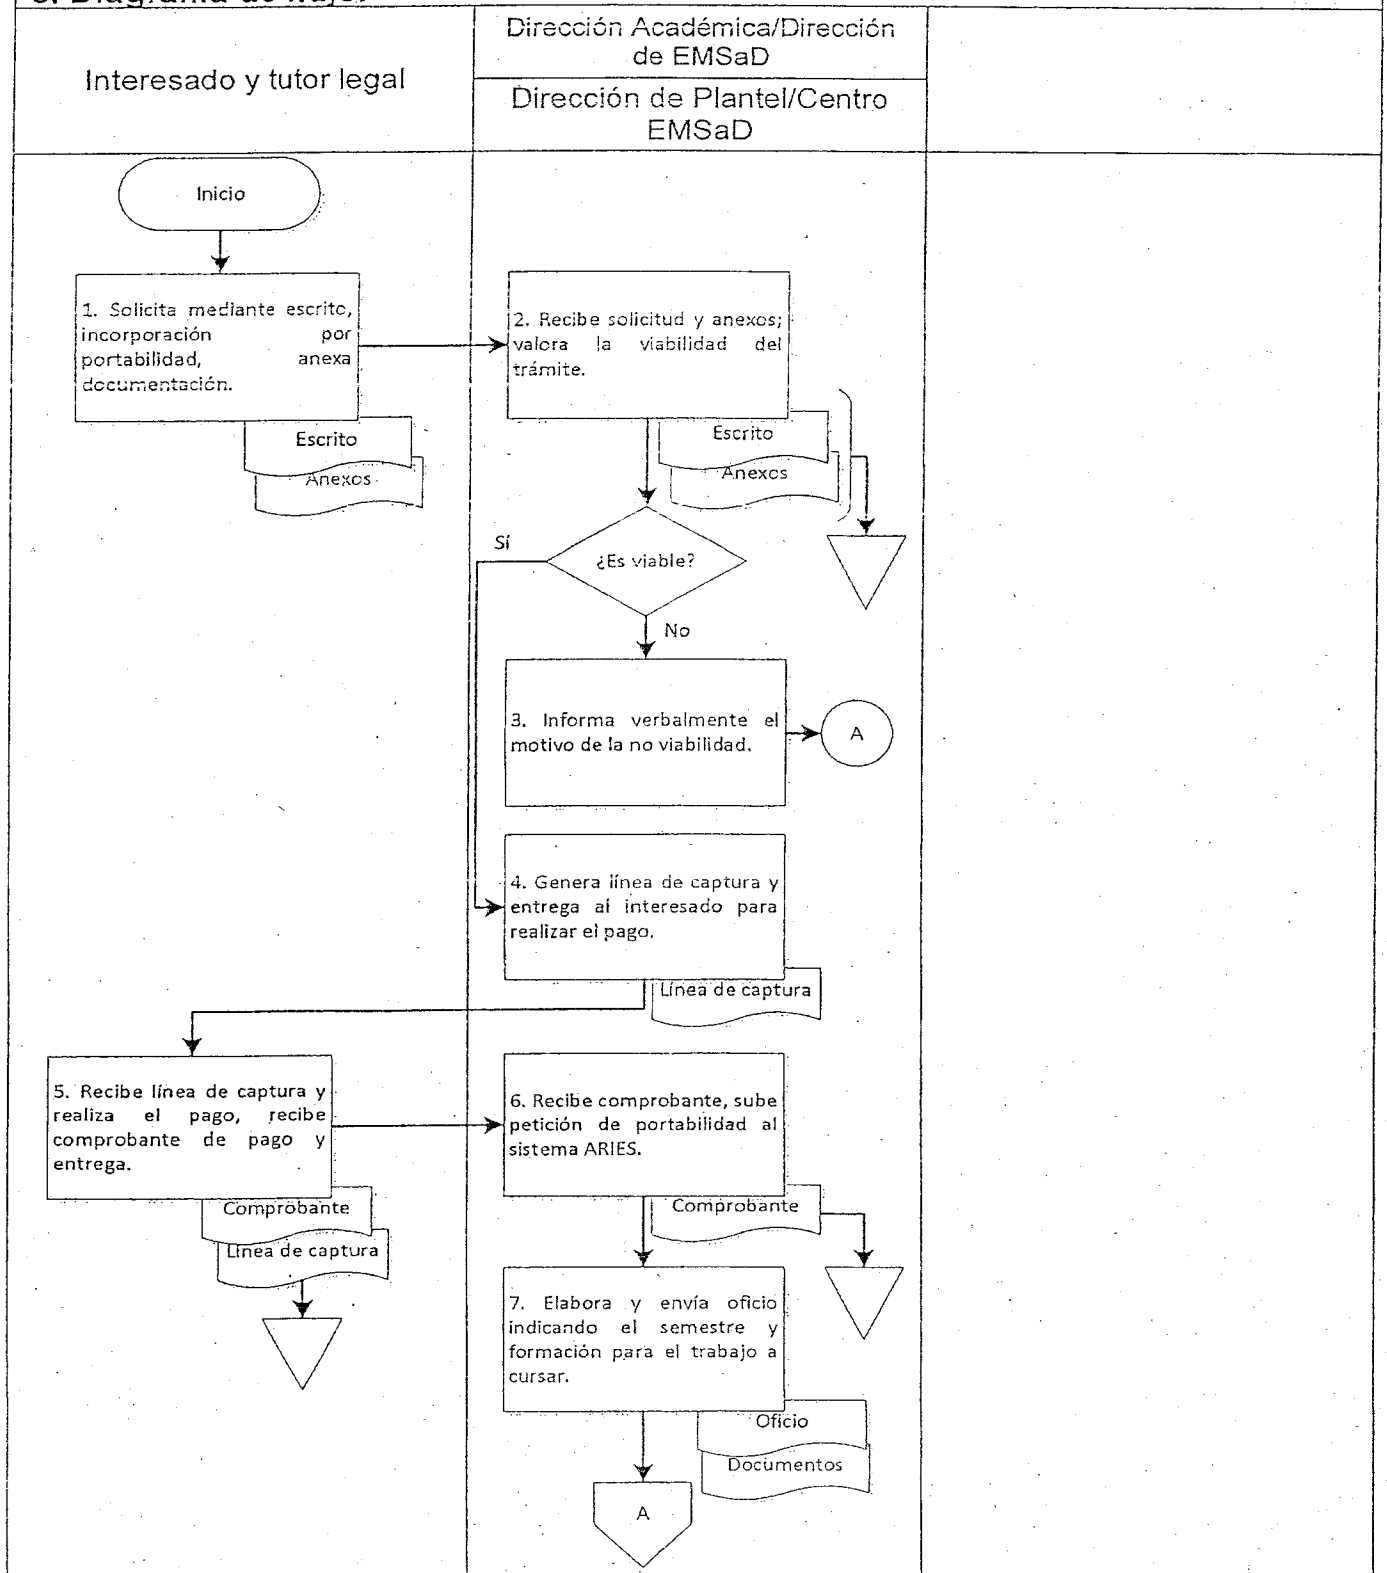 Interesado y tutor legal
Dirección Académica/Dirección
de EMSaD
Dirección de Plantel/Centro
EMSaD
Inicio
1. Solicita mediante escrito,
incorporación por
portabilidad, anexa
documentación.
Escrito
Anexos
2. Recibe solicitud y anexos;
valora la viabilidad del
trámite.
Escrito
Anexos
¿Es viable?
Sí
No
3. Informa verbalmente el
motivo de la no viabilidad.
A
4. Genera línea de captura y
entrega al interesado para
realizar el pago.
Línea de captura
5. Recibe línea de captura y
realiza el pago, recibe
comprobante de pago y
entrega.
Comprobante
Línea de captura
6. Recibe comprobante, sube
petición de portabilidad al
sistema ARIES.
Comprobante
7. Elabora y envía oficio
indicando el semestre y
formación para el trabajo a
cursar.
Oficio
Documentos
A